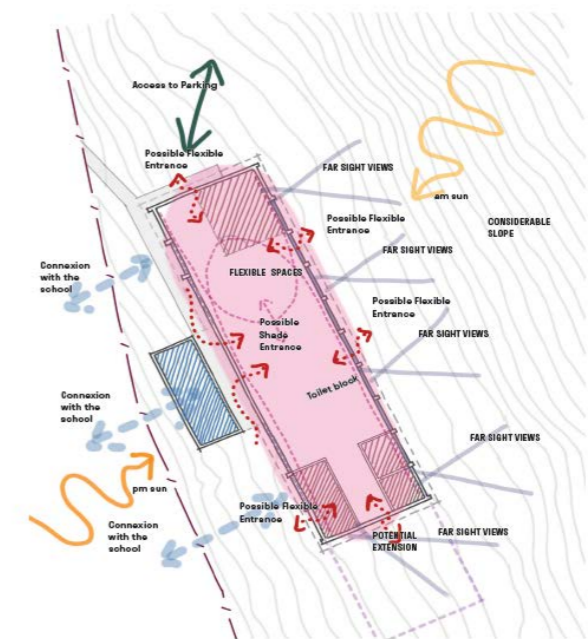 Access to Parking
Possible Flexible
Entrance
FAR SIGHT VIEWS
am sun
CONSIDERABLE
SLOPE
Possible Flexible
Entrance
FAR SIGHT VIEWS
Connexion
with the
school
FLEXIBLE SPACES
Possible Flexible
Entrance
Possible
Shade
Entrance
FAR SIGHT VIEWS
Toilet block
Connexion
with the
school
FAR SIGHT VIEWS
pm sun
Possible Flexible
Entrance
Connexion
with the
school
POTENTIAL
EXTENSION
FAR SIGHT VIEWS